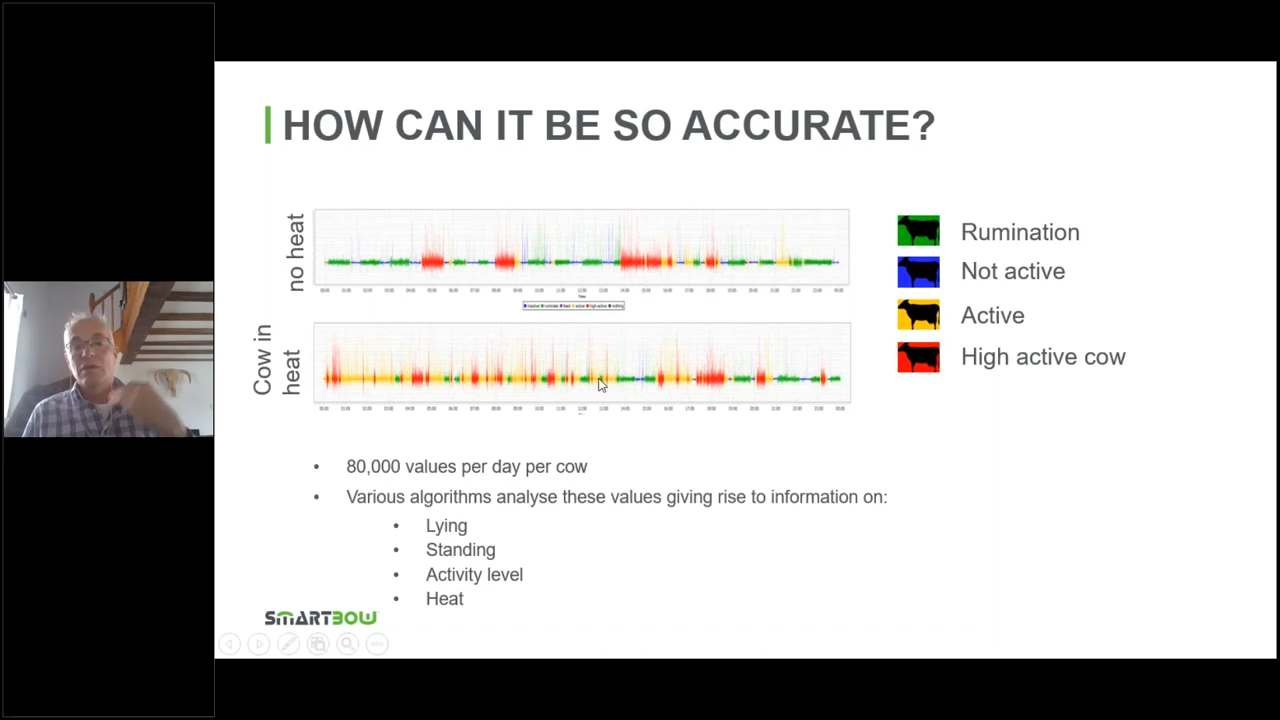 HOW CAN IT BE SO ACCURATE?
no heat
Cow in
heat
Rumination
Not active
Active
High active cow
• 80,000 values per day per cow
• Various algorithms analyse these values giving rise to information on:
• Lying
• Standing
• Activity level
• Heat
SMARTBOW